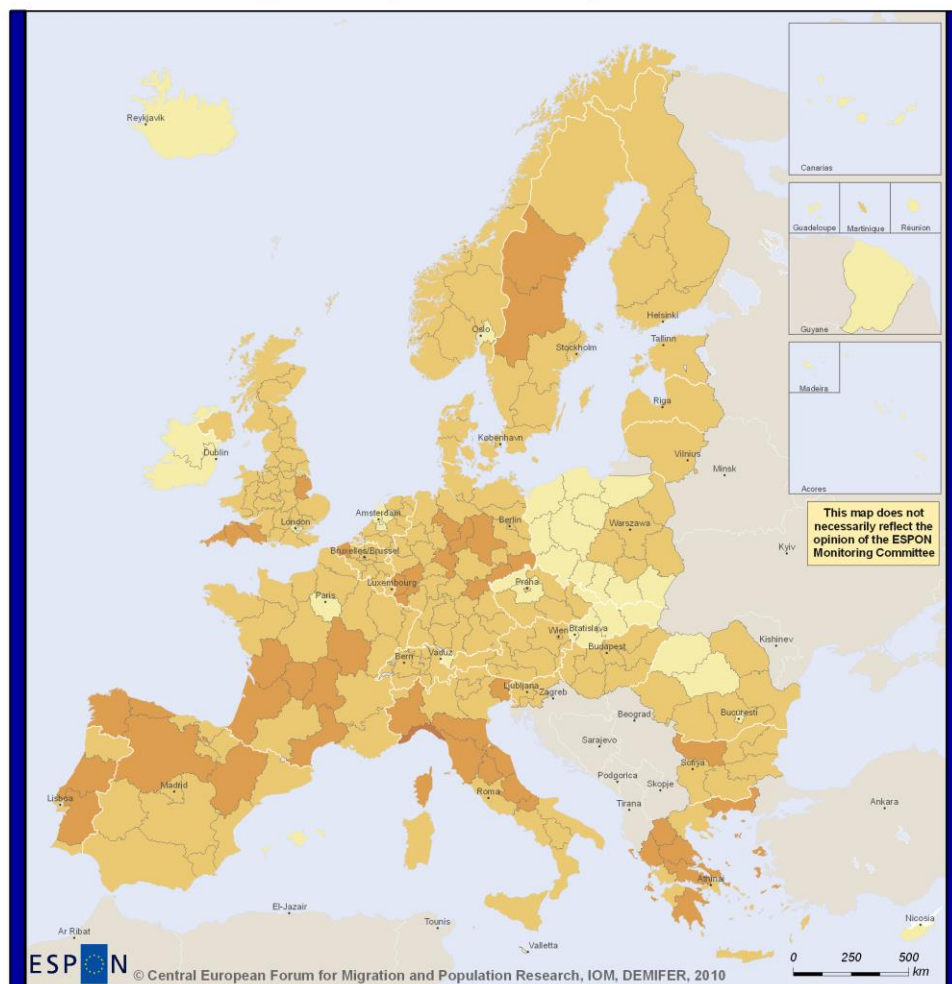 Reykjavik
Canarias
Guadeloupe
Martinique
Réunion
Guyane
Madeira
Acores
This map does not
necessarily reflect the
opinion of the ESPON
Monitoring Committee
Oslo
Helsinki
Tallinn
Stockholm
Riga
København
Vilnius
Minsk
Dublin
London
Amsterdam
Berlin
Warszawa
Kyiv
Bruxelles/Brussel
Luxembourg
Praha
Paris
Wien
Bratislava
Budapest
Kishinev
Bern
Vaduz
Ljubljana
Zagreb
Beograd
Bucuresti
Sarajevo
Sofiya
Podgorica
Skopje
Madrid
Lisboa
Roma
Tirana
Ankara
Athinai
El-Jazair
Tounis
Ar Ribat
Valletta
Nicosia
ESPON
© Central European Forum for Migration and Population Research, IOM, DEMIFER, 2010
0 250 500
km